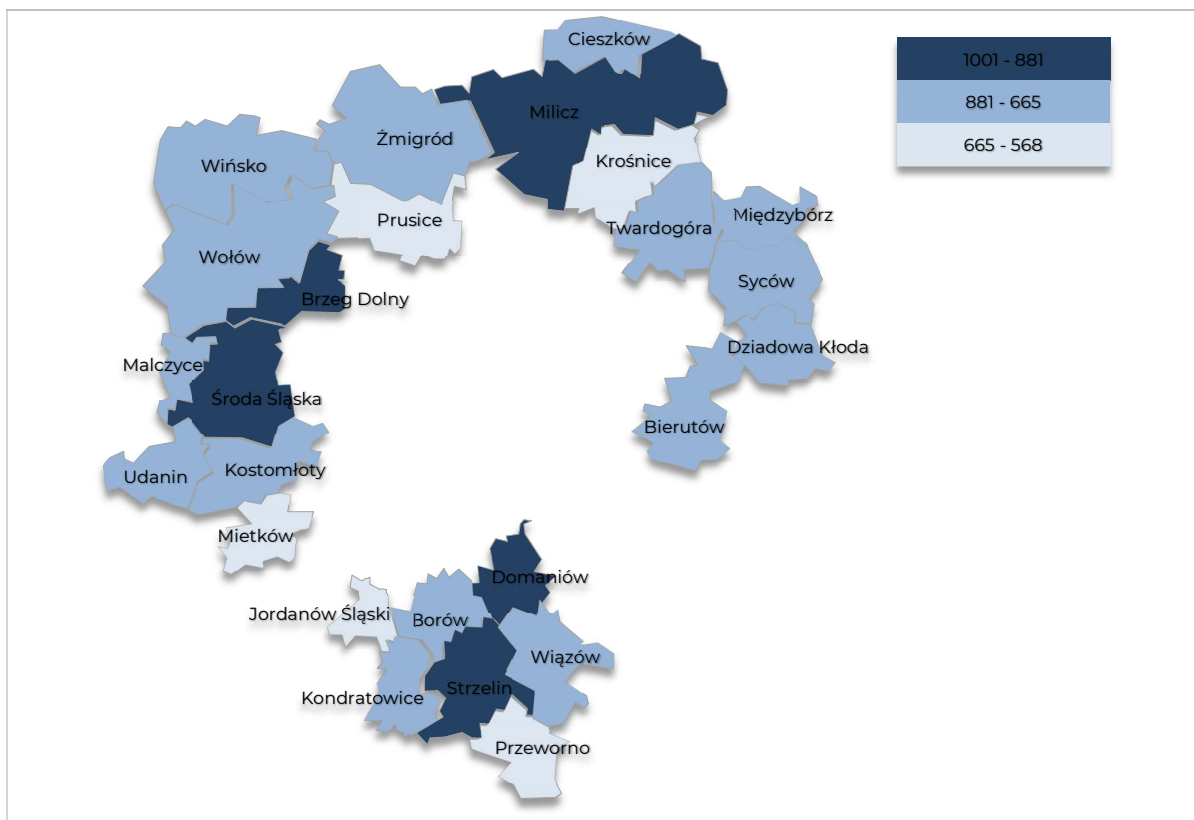 Cieszków
1001 - 881
881 - 665
665 - 568
Milicz
Żmigród
Krośnice
Wińsko
Prusice
Międzybórz
Twardogóra
Wołów
Syców
Brzeg Dolny
Dziadowa Kłoda
Malczyce
Środa Śląska
Bierutów
Kostomłoty
Udanin
Mietków
Domaniów
Jordanów Śląski
Borów
Wiązów
Strzelin
Kondratowice
Przeworno